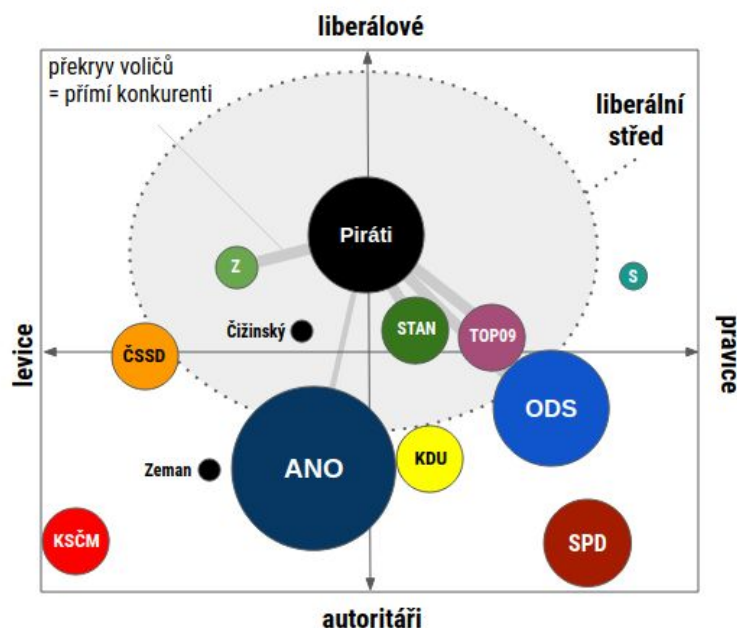 liberálové
překryv voličů
= přímí konkurenti
liberální
střed
Piráti
Z
S
Čižinský
STAN
TOP09
levice
pravice
ČSSD
ODS
Zeman
ANO
KDU
KSČM
SPD
autoritáři